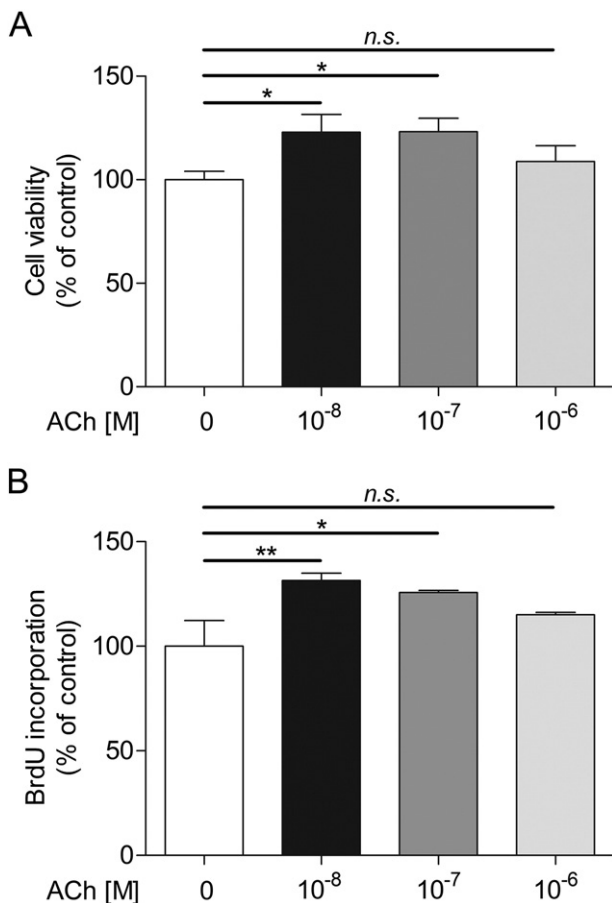 A
n.s.
*
*
150
100
50
0
Cell viability
(% of control)
ACh [M] 0 10⁻⁸ 10⁻⁷ 10⁻⁶
B
n.s.
*
**
150
100
50
0
BrdU incorporation
(% of control)
ACh [M] 0 10⁻⁸ 10⁻⁷ 10⁻⁶